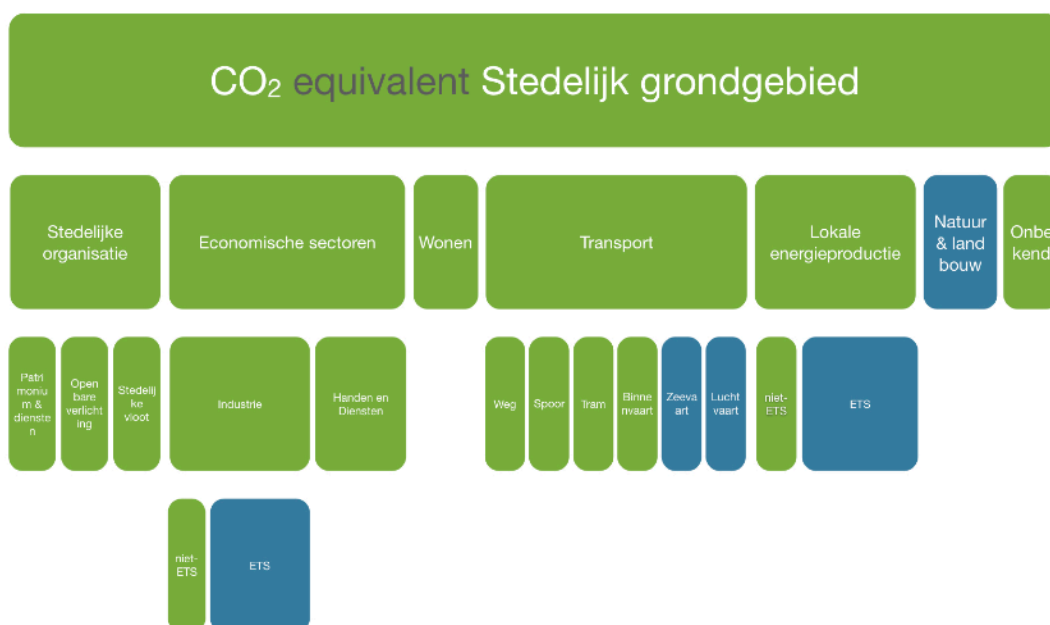 CO₂ equivalent Stedelijk grondgebied
Stedelijke
organisatie
Economische sectoren
Wonen
Transport
Lokale
energieproductie
Natuur
& land
bouw
Onbe
kend
Patri
moniu
m &
dienste
n
Open
bare
verlicht
ing
Stedelij
ke
vloot
Industrie
Handen en
Diensten
Weg
Spoor
Tram
Binne
nvaart
Zeeva
art
Lucht
vaart
niet-
ETS
ETS
niet-
ETS
ETS